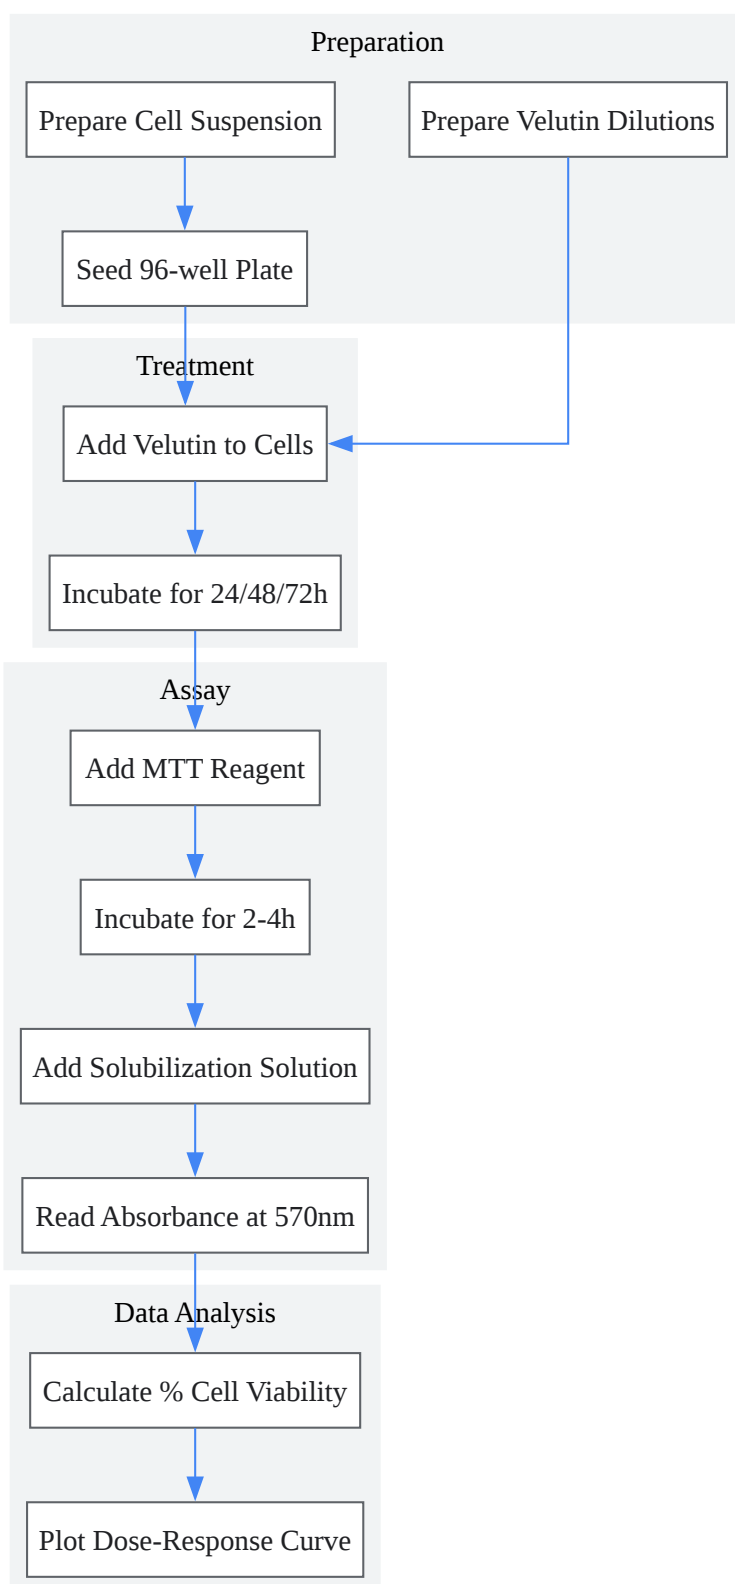 Preparation
Prepare Cell Suspension
Prepare Velutin Dilutions
Seed 96-well Plate
Treatment
Add Velutin to Cells
Incubate for 24/48/72h
Assay
Add MTT Reagent
Incubate for 2-4h
Add Solubilization Solution
Read Absorbance at 570nm
Data Analysis
Calculate % Cell Viability
Plot Dose-Response Curve